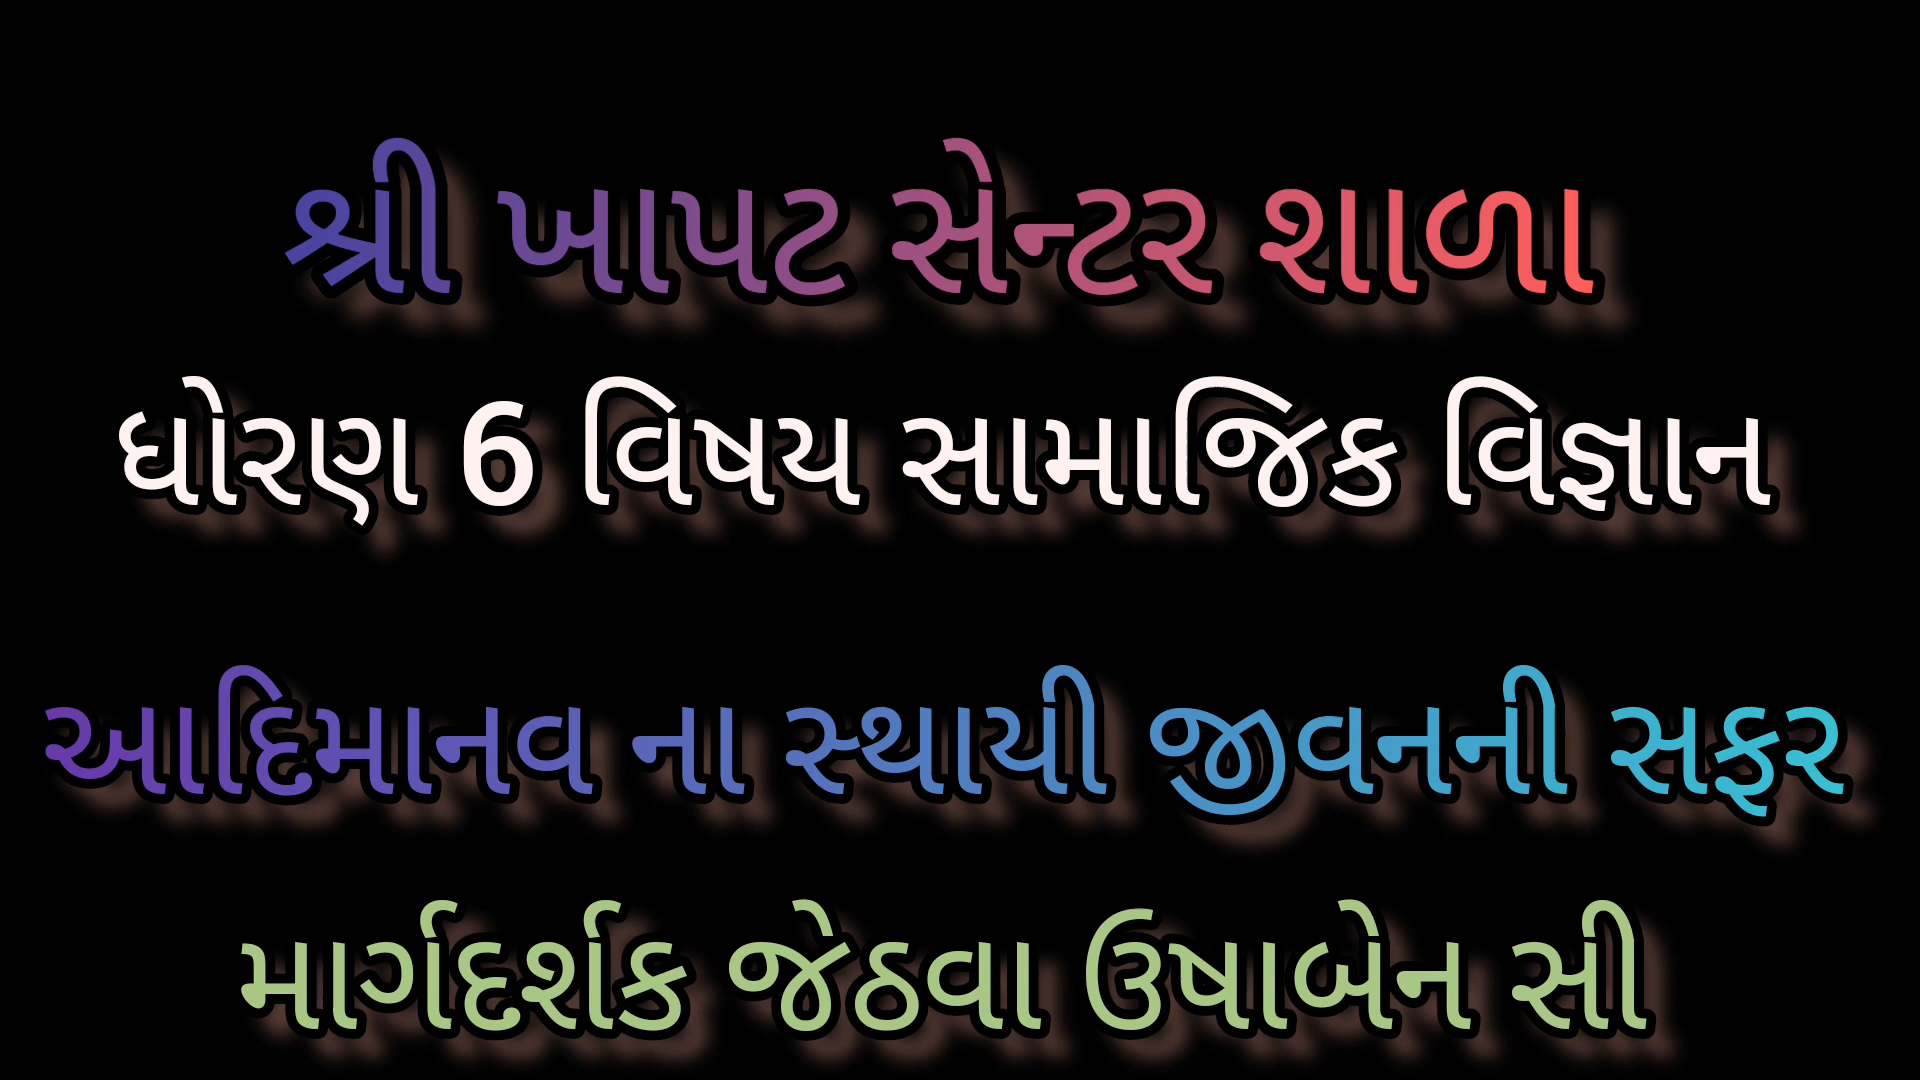 શ્રી ખાપટ સેન્ટર શાળા
ધોરણ 6 વિષય સામાજિક વિજ્ઞાન
આદિમાનવ ના સ્થાયી જીવનની સફર
માર્ગદર્શક જેઠવા ઉષાબેન સી